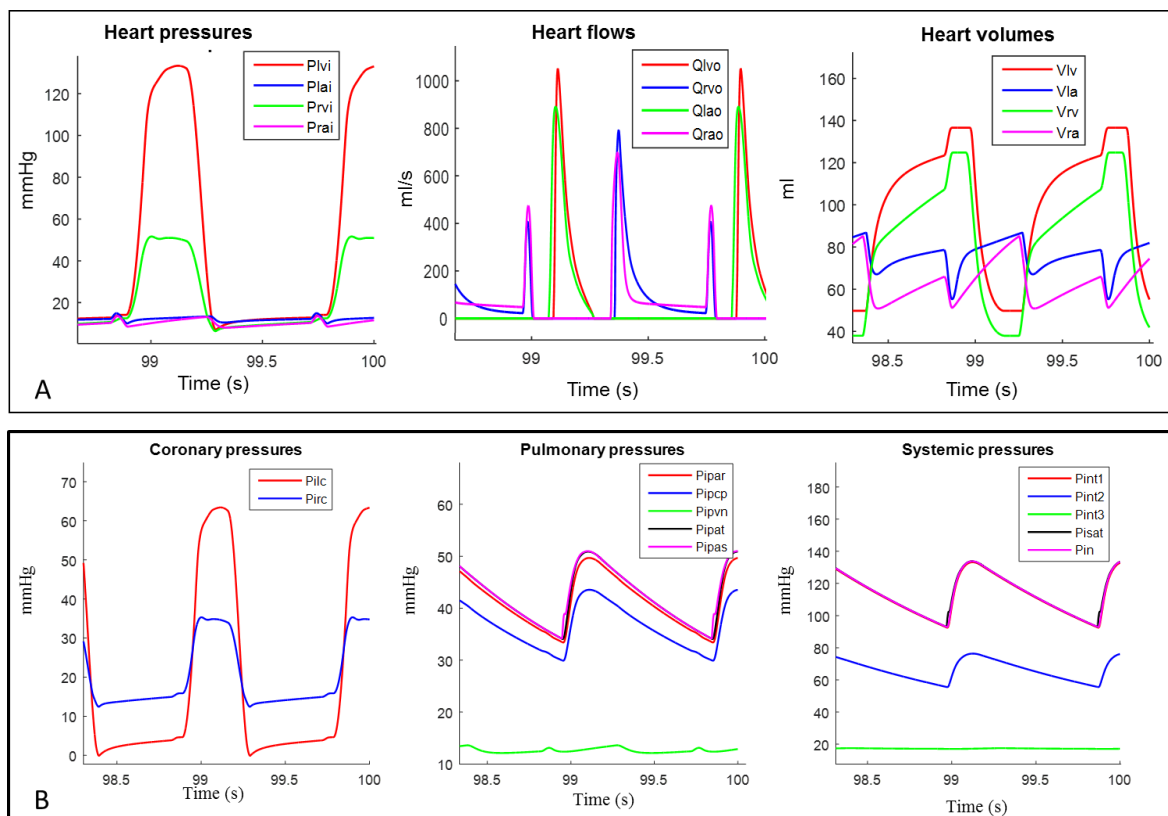 Heart pressures
Plvi
Plai
Prvi
Prai
mmHg
120
100
80
60
40
20
99
99.5
100
Time (s)
A
Heart flows
Qlvo
Qrvo
Qlao
Qrao
ml/s
1000
800
600
400
200
0
99
99.5
100
Time (s)
Heart volumes
Vlv
Vla
Vrv
Vra
ml
160
140
120
100
80
60
40
98.5
99
99.5
100
Time (s)
Coronary pressures
Pilc
Pirc
mmHg
70
60
50
40
30
20
10
0
98.5
99
99.5
100
Time (s)
B
Pulmonary pressures
Pipar
Pipcp
Pipvn
Pipat
Pipas
mmHg
60
50
40
30
20
10
98.5
99
99.5
100
Time (s)
Systemic pressures
Pint1
Pint2
Pint3
Pisat
Pin
mmHg
180
160
140
120
100
80
60
40
20
98.5
99
99.5
100
Time (s)